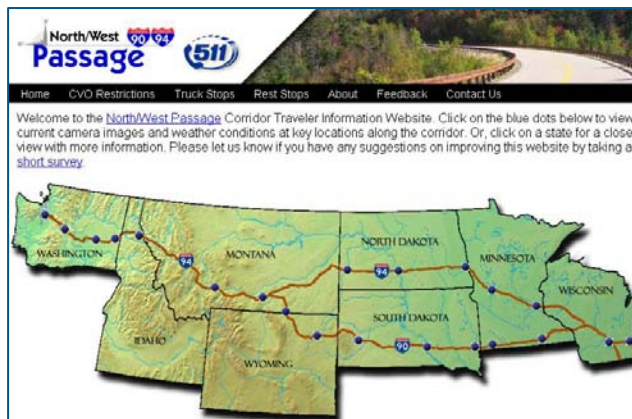 North/West
Passage
90 94
511
Home CVO Restrictions Truck Stops Rest Stops About Feedback Contact Us
Welcome to the North/West Passage Corridor Traveler Information Website. Click on the blue dots below to view
current camera images and weather conditions at key locations along the corridor. Or, click on a state for a close
view with more information. Please let us know if you have any suggestions on improving this website by taking a
short survey.
WASHINGTON
MONTANA
NORTH DAKOTA
MINNESOTA
94
94
WISCONSIN
IDAHO
WYOMING
SOUTH DAKOTA
90